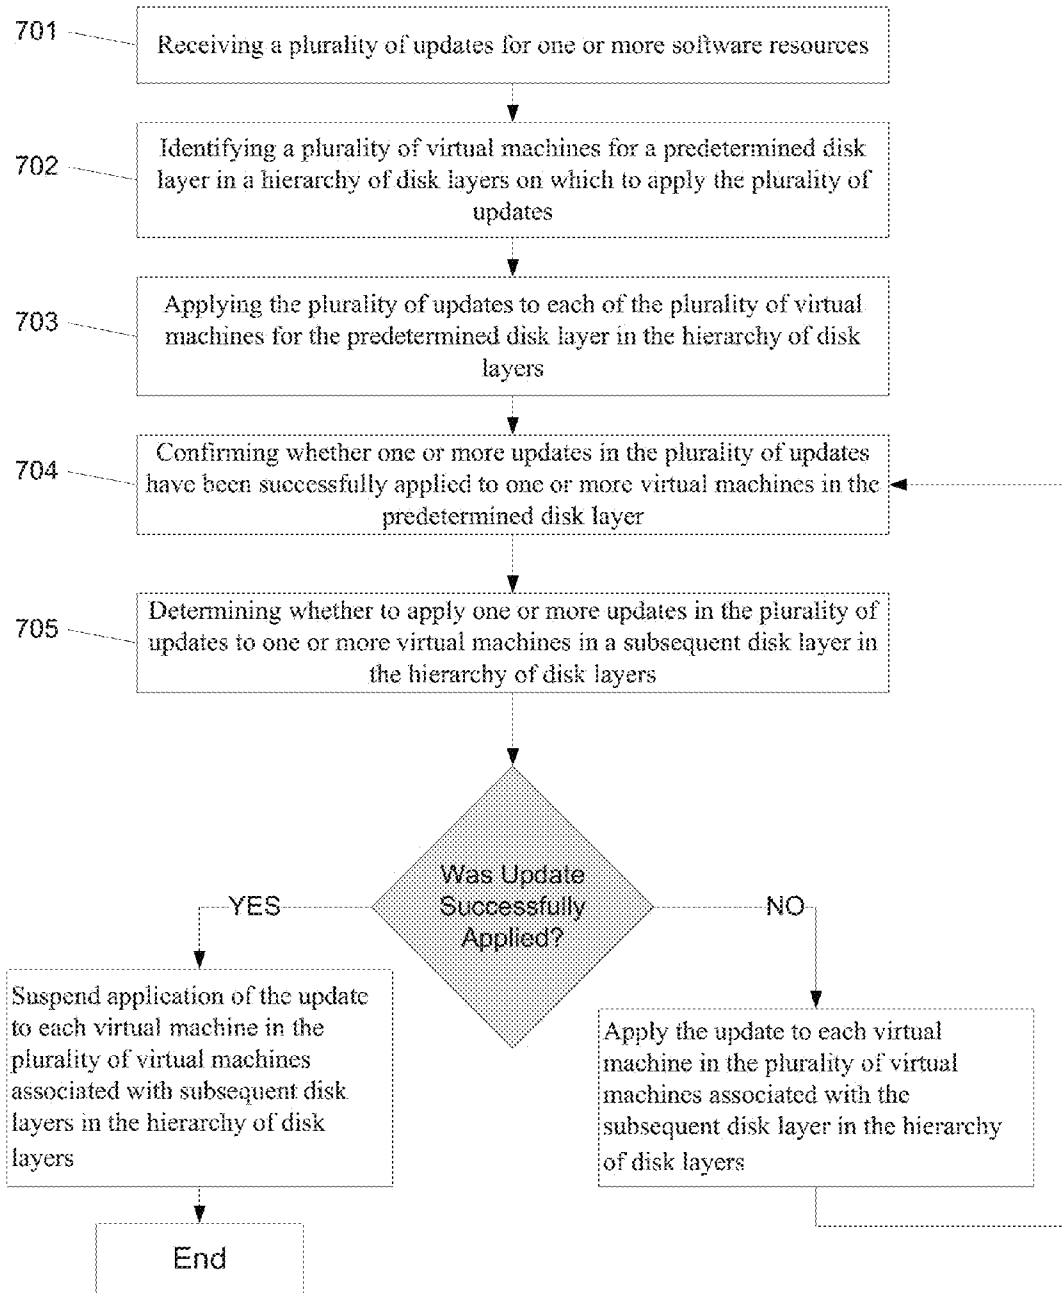 701
Receiving a plurality of updates for one or more software resources
702
Identifying a plurality of virtual machines for a predetermined disk
layer in a hierarchy of disk layers on which to apply the plurality of
updates
703
Applying the plurality of updates to each of the plurality of virtual
machines for the predetermined disk layer in the hierarchy of disk
layers
704
Confirming whether one or more updates in the plurality of updates
have been successfully applied to one or more virtual machines in the
predetermined disk layer
705
Determining whether to apply one or more updates in the plurality of
updates to one or more virtual machines in a subsequent disk layer in
the hierarchy of disk layers
Was Update
Successfully
Applied?
YES
NO
Suspend application of the update
to each virtual machine in the
plurality of virtual machines
associated with subsequent disk
layers in the hierarchy of disk
layers
Apply the update to each virtual
machine in the plurality of virtual
machines associated with the
subsequent disk layer in the hierarchy
of disk layers
End